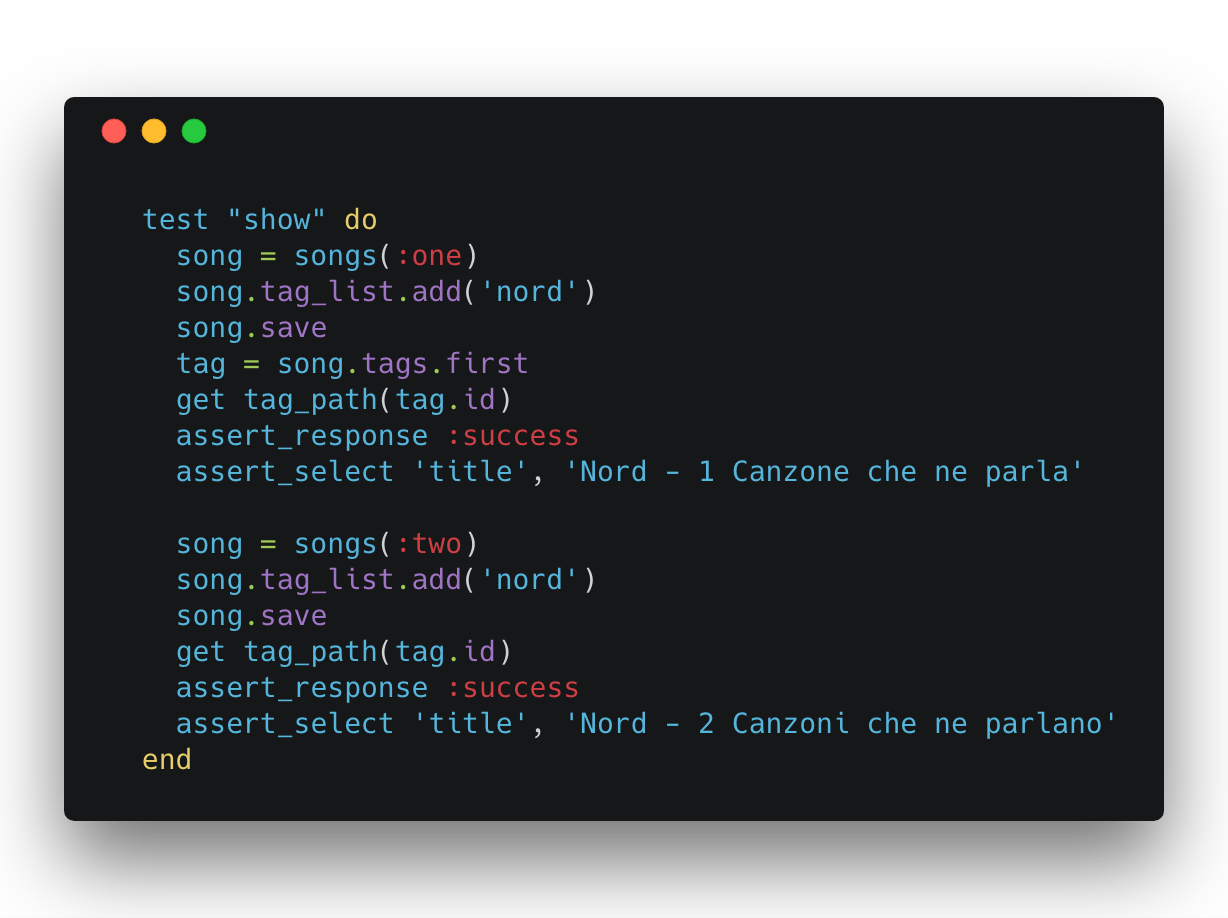 test "show" do
  song = songs(:one)
  song.tag_list.add('nord')
  song.save
  tag = song.tags.first
  get tag_path(tag.id)
  assert_response :success
  assert_select 'title', 'Nord - 1 Canzone che ne parla'

  song = songs(:two)
  song.tag_list.add('nord')
  song.save
  get tag_path(tag.id)
  assert_response :success
  assert_select 'title', 'Nord - 2 Canzoni che ne parlano'
end